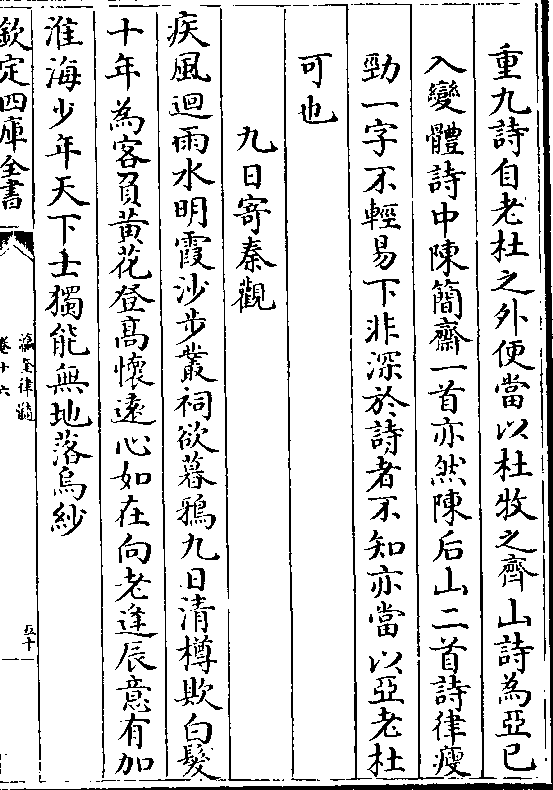 重九詩自老杜之外便當以杜牧之齊山詩為亞已
入變體詩中陳簡齋一首亦然陳后山二首詩律瘦
勁一字不輕易下非深於詩者不知亦當以亞老杜
可也
九日寄秦觀
疾風迴雨水明霞沙步叢祠欲暮鴉九日清樽欺白髮
十年為客負黃花登高懷遠心如在向老逢辰意有加
淮海少年天下士獨能無地落烏紗
欽定四庫全書
瀛奎律髓
卷十六
五十